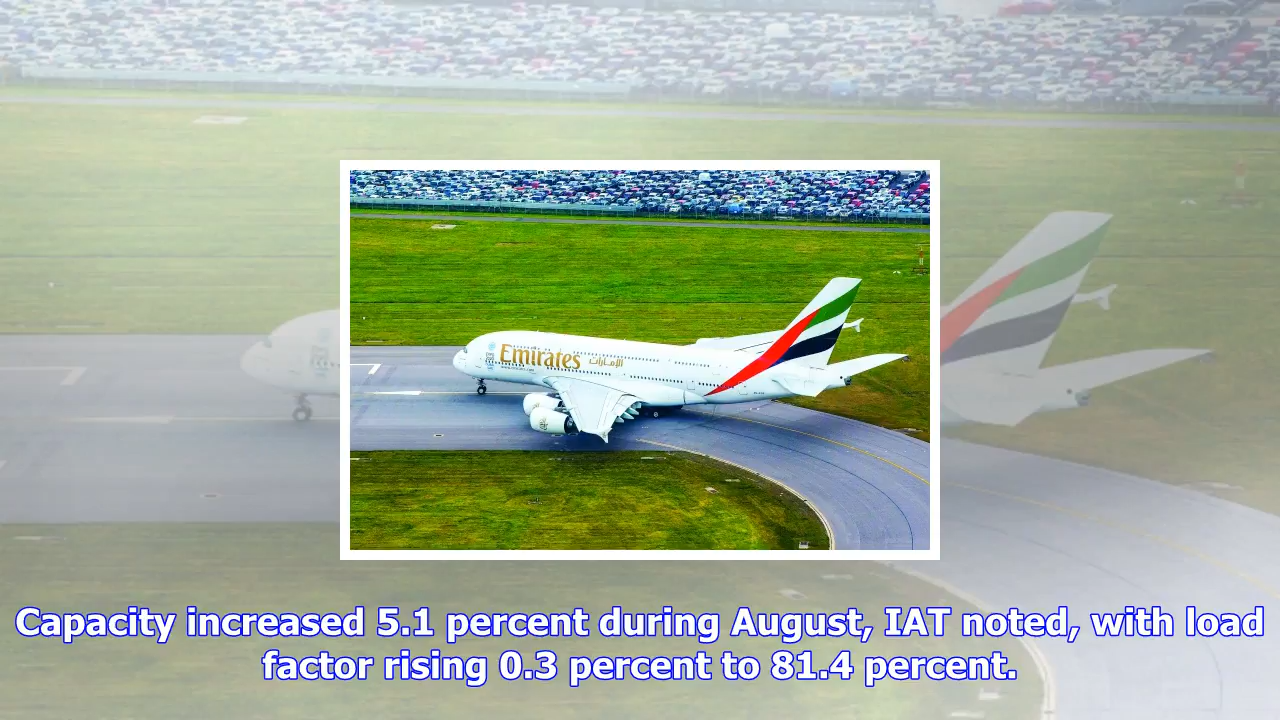 Emirates الإمارات
Capacity increased 5.1 percent during August, IAT noted, with load
factor rising 0.3 percent to 81.4 percent.